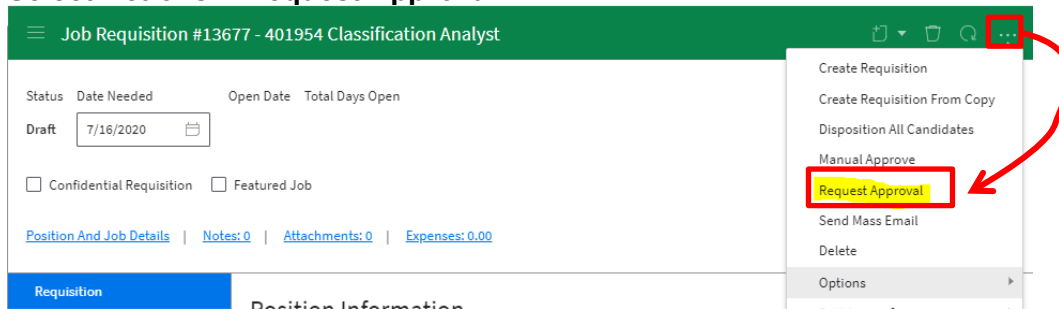 Job Requisition #13677 - 401954 Classification Analyst
Create Requisition
Status Date Needed Open Date Total Days Open
Create Requisition From Copy
Draft 7/16/2020
Disposition All Candidates
Manual Approve
Confidential Requisition Featured Job
Request Approval
Send Mass Email
Position And Job Details | Notes: 0 | Attachments: 0 | Expenses: 0.00
Delete
Options
Requisition
Position Information